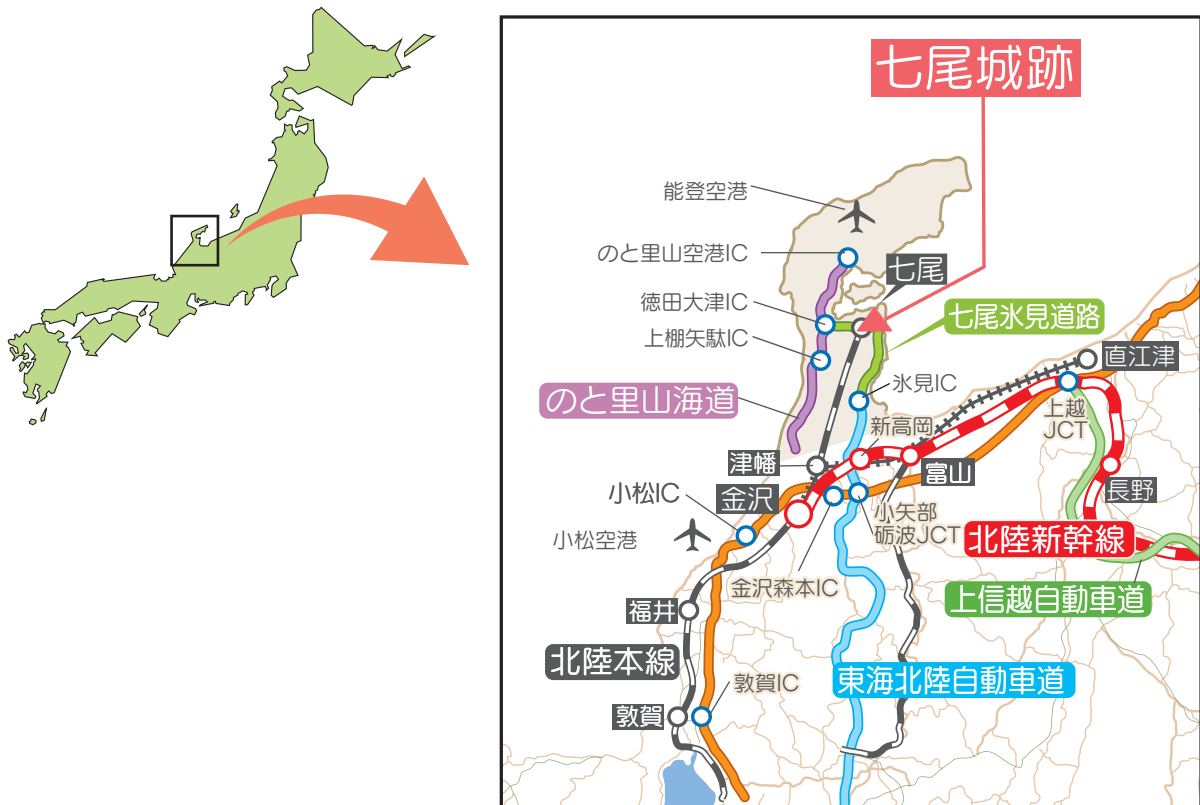 七尾城跡
能登空港
のと里山空港IC
七尾
徳田大津IC
七尾氷見道路
上棚矢駄IC
直江津
氷見IC
のと里山海道
上越
JCT
新高岡
津幡
富山
長野
小松IC
金沢
小矢部
砺波JCT
小松空港
北陸新幹線
金沢森本IC
上信越自動車道
福井
北陸本線
東海北陸自動車道
敦賀IC
敦賀